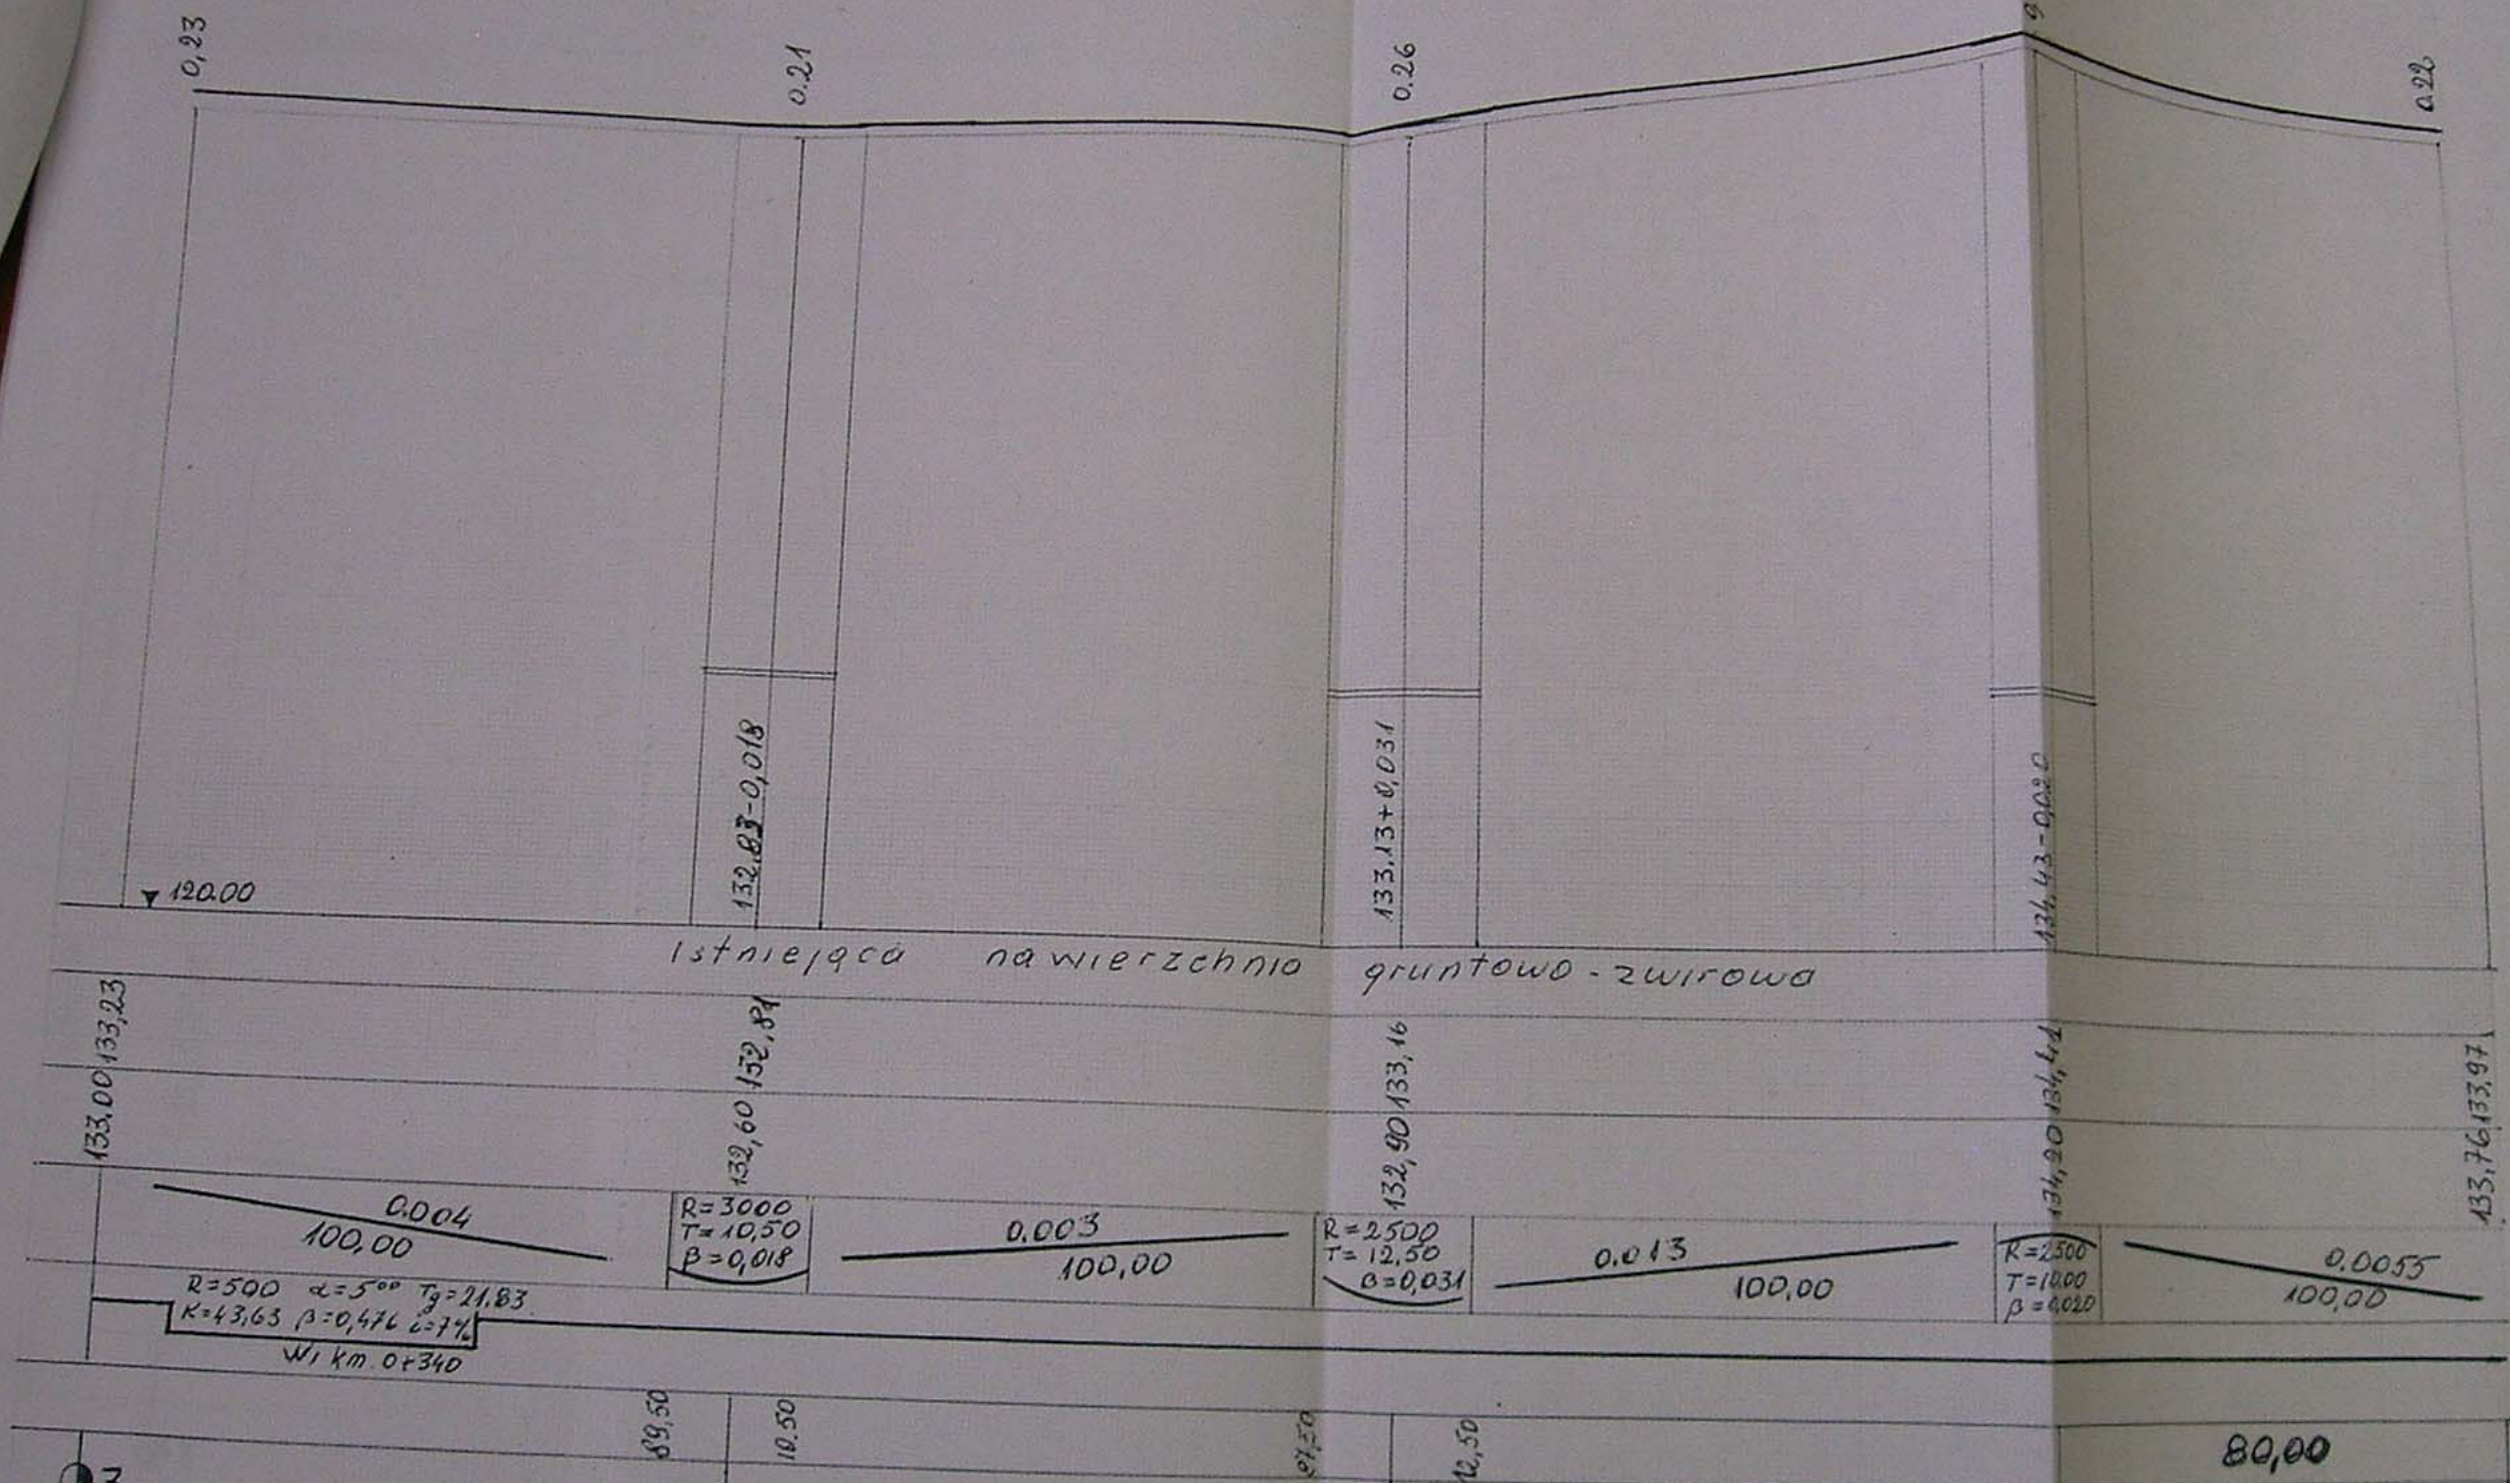 0,23
0.21
0.26
9
0.22
132.83-0,018
133.13+0,031
134,43-0,020
120.00
Istniejąca nawierzchnia gruntowo-zwirowa
133,23
132,81
133,16
134,41
133,97
133.00
132,60
132,90
134,20
133,76
0.004
100,00
R=3000
T=10,50
β=0,018
0.003
100,00
R=2500
T=12,50
β=0,031
0.013
100,00
R=2500
T=10.00
β=0,020
0.0055
100,00
R=500 α=5⁰⁰ Tg=21.83
K=43,63 β=0,476 i=7%
W1 km. 0+340
89,50
10.50
87,50
12,50
80,00